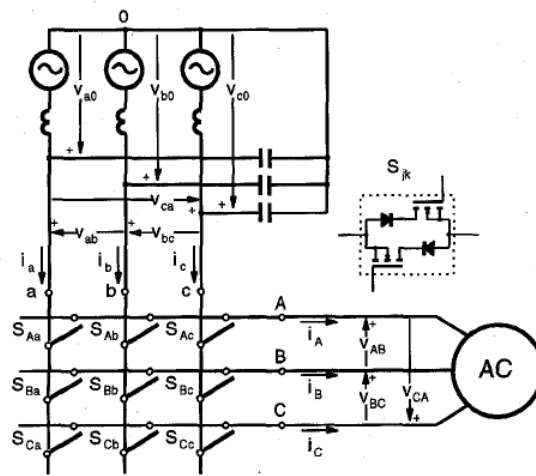 0
v_a0
v_b0
v_c0
S_jk
v_ca
v_ab
v_bc
i_a
i_b
i_c
a
b
c
A
S_Aa
S_Ab
S_Ac
i_A
v_AB
B
AC
S_Ba
S_Bb
S_Bc
i_B
v_BC
v_CA
C
S_Ca
S_Cb
S_Cc
i_C